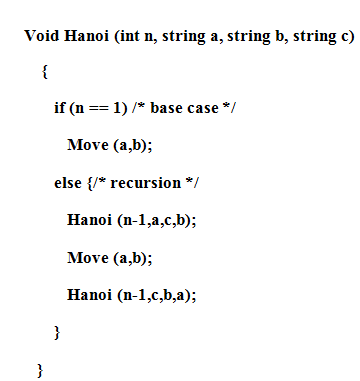 Void Hanoi (int n, string a, string b, string c)
{
if (n == 1) /* base case */
Move (a,b);
else {/* recursion */
Hanoi (n-1,a,c,b);
Move (a,b);
Hanoi (n-1,c,b,a);
}
}